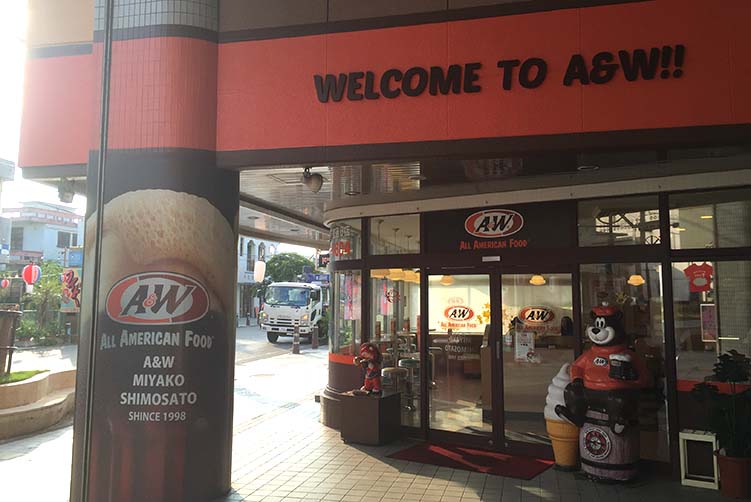 WELCOME TO A&W!!
A&W
ALL AMERICAN FOOD
A&W
ALL AMERICAN FOOD
A&W
MIYAKO
SHIMOSATO
SHINCE 1998
A&W
A&W
A&W